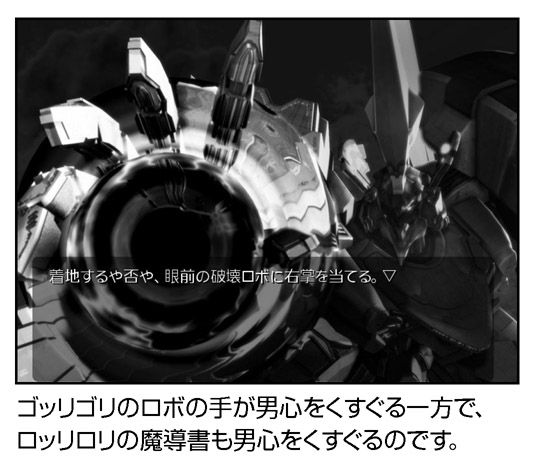 着地するや否や、眼前の破壊ロボに右掌を当てる。▽
ゴッリゴリのロボの手が男心をくすぐる一方で、
ロッリロリの魔導書も男心をくすぐるのです。